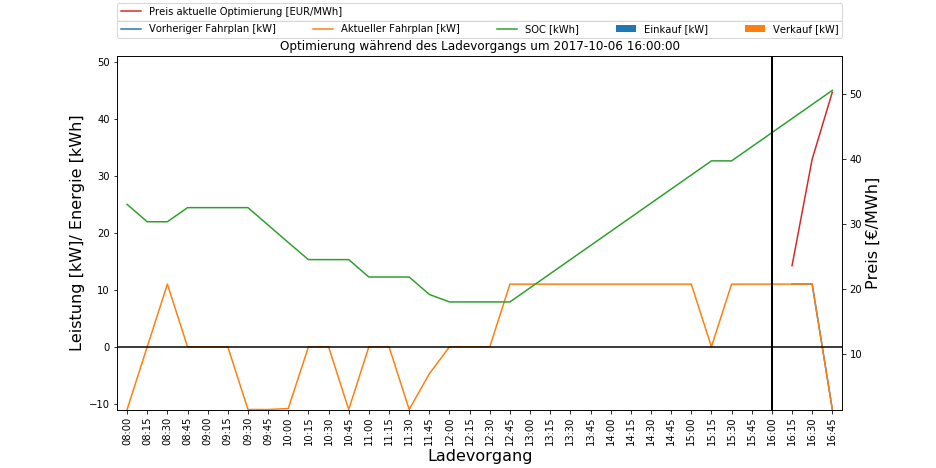 Preis aktuelle Optimierung [EUR/MWh]
Vorheriger Fahrplan [kW] Aktueller Fahrplan [kW] SOC [kWh] Einkauf [kW] Verkauf [kW]
Optimierung während des Ladevorgangs um 2017-10-06 16:00:00
Leistung [kW]/ Energie [kWh]
50
40
30
20
10
0
−10
50
40
30
20
10
Preis [€/MWh]
08:00 08:15 08:30 08:45 09:00 09:15 09:30 09:45 10:00 10:15 10:30 10:45 11:00 11:15 11:30 11:45 12:00 12:15 12:30 12:45 13:00 13:15 13:30 13:45 14:00 14:15 14:30 14:45 15:00 15:15 15:30 15:45 16:00 16:15 16:30 16:45
Ladevorgang